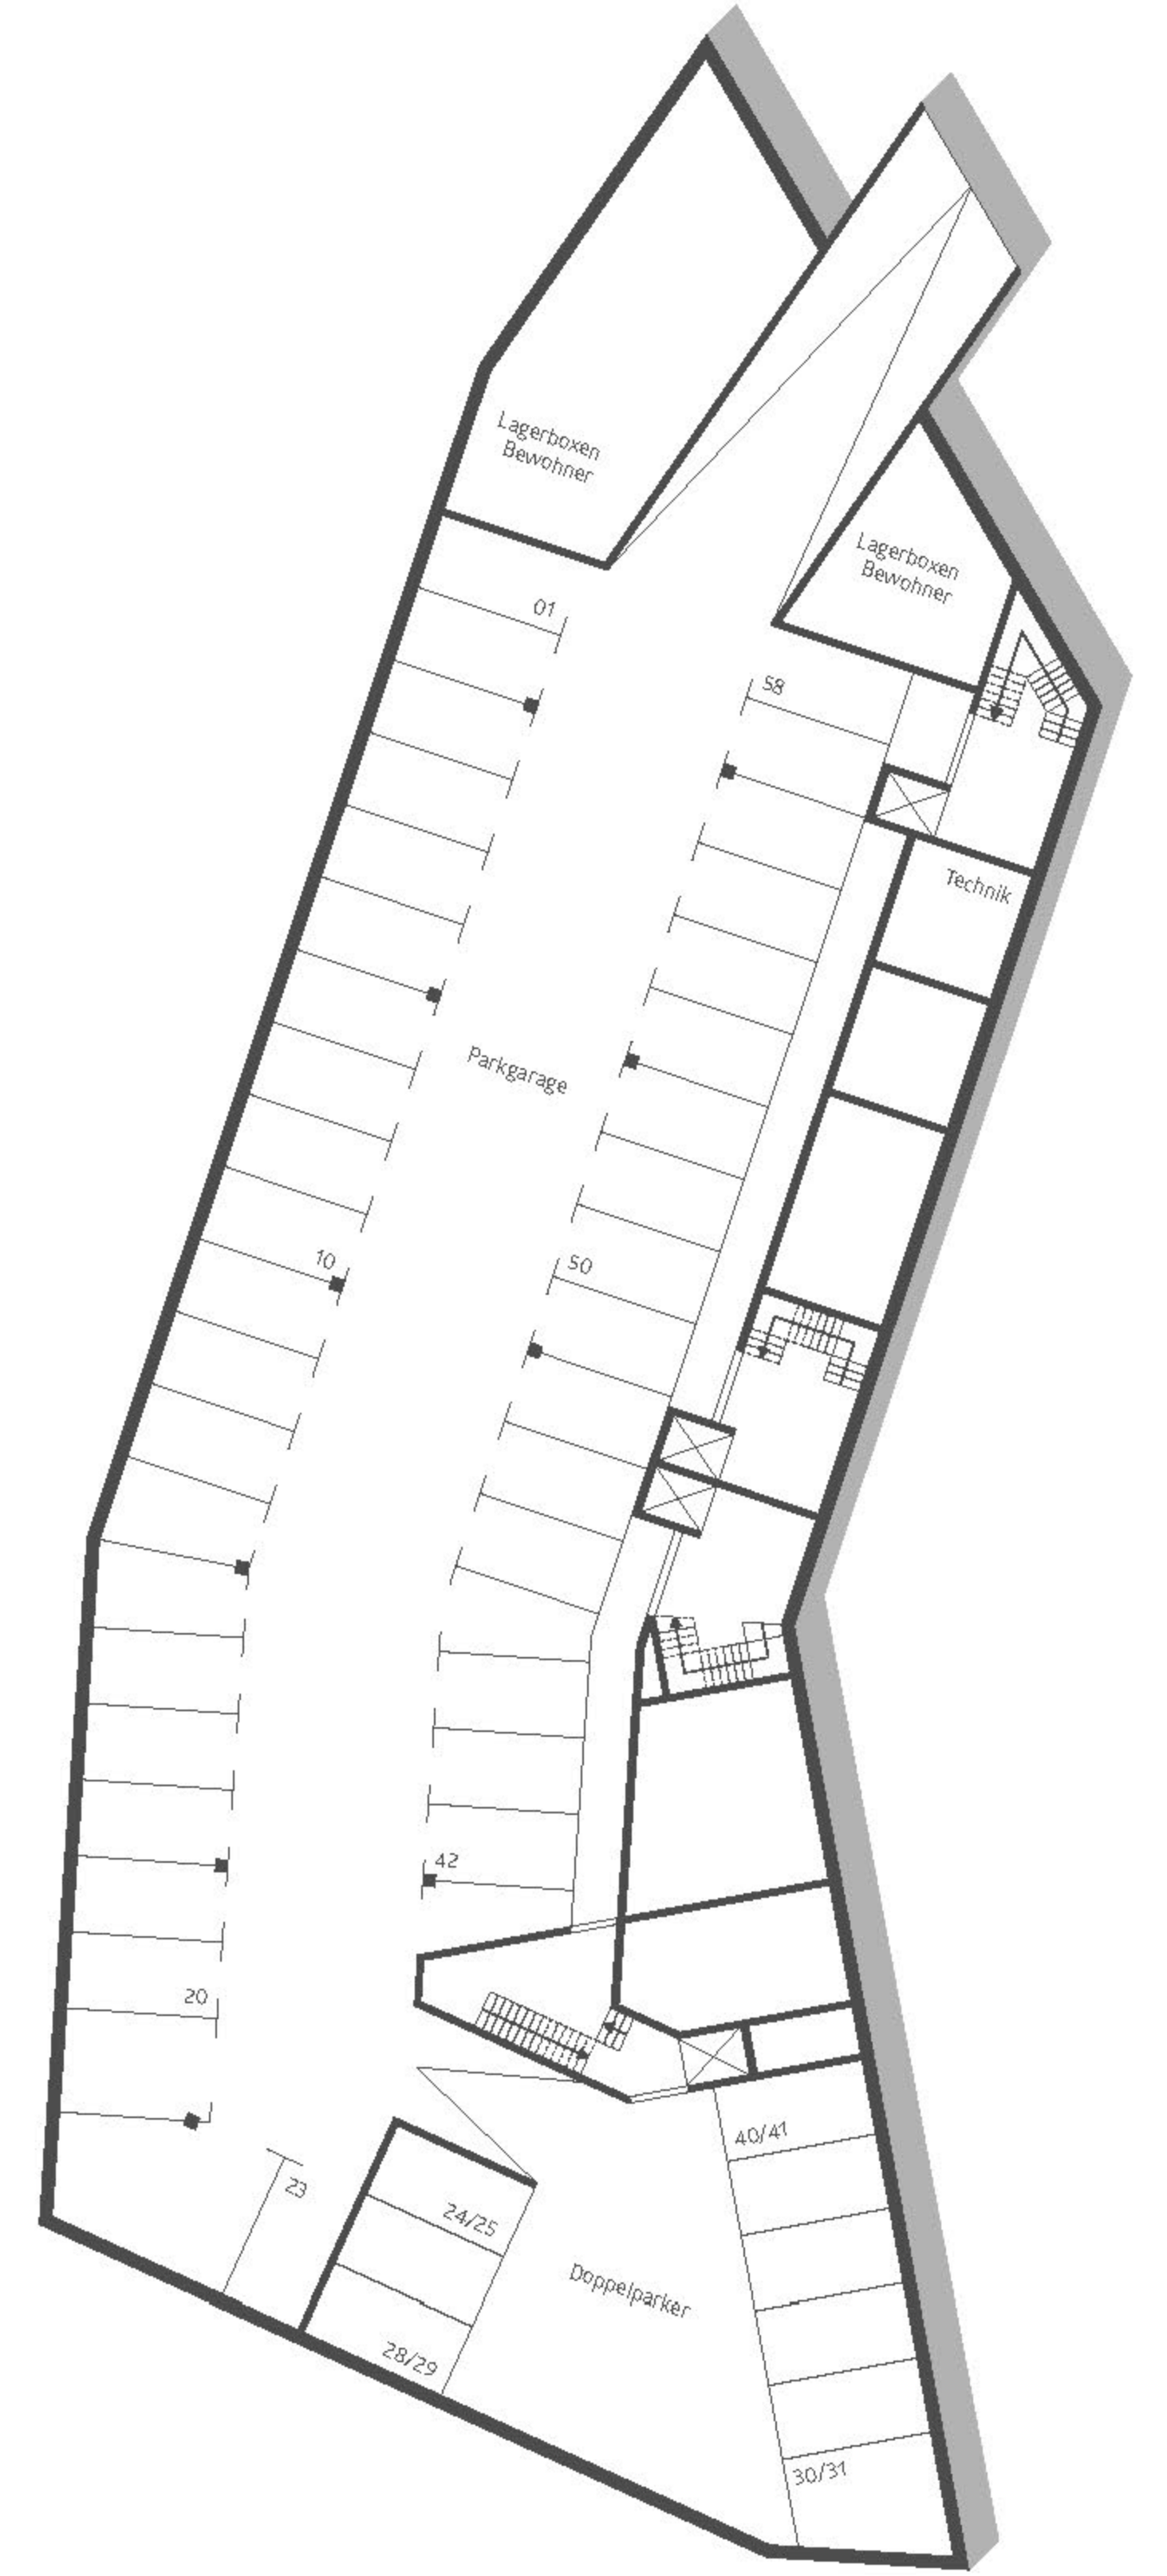 Lagerboxen
Bewohner
Lagerboxen
Bewohner
01
58
Technik
Parkgarage
10
50
42
20
40/41
23
24/25
Doppelparker
28/29
30/31